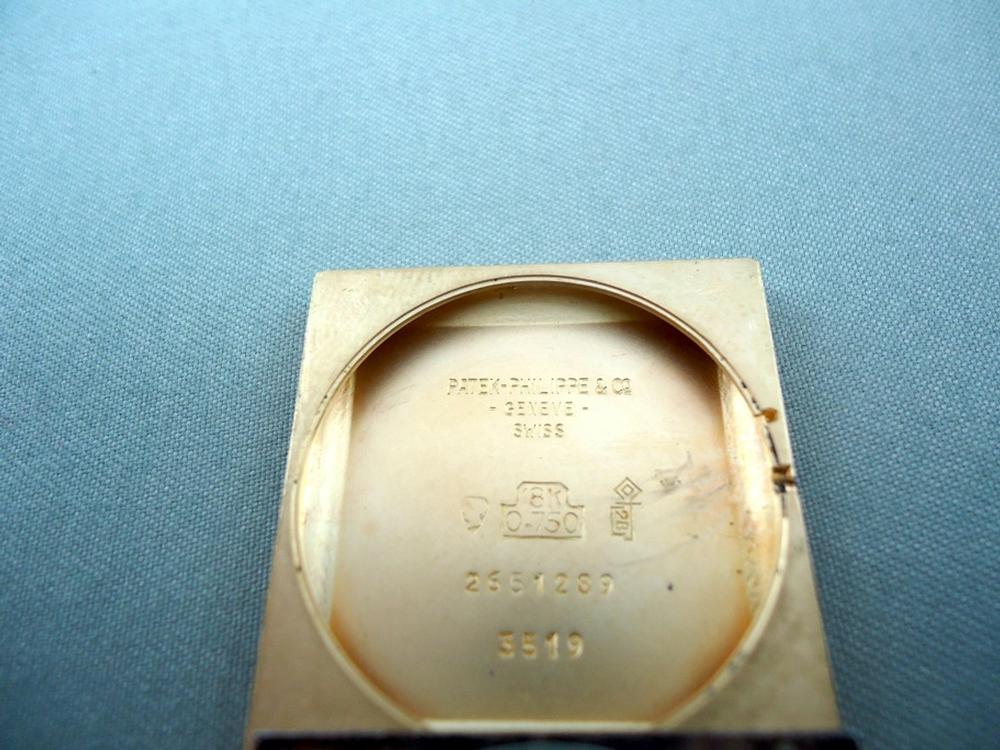 PATEK-PHILIPPE & Co
- GENEVE -
SWISS
18K
0.750
2651289
3519